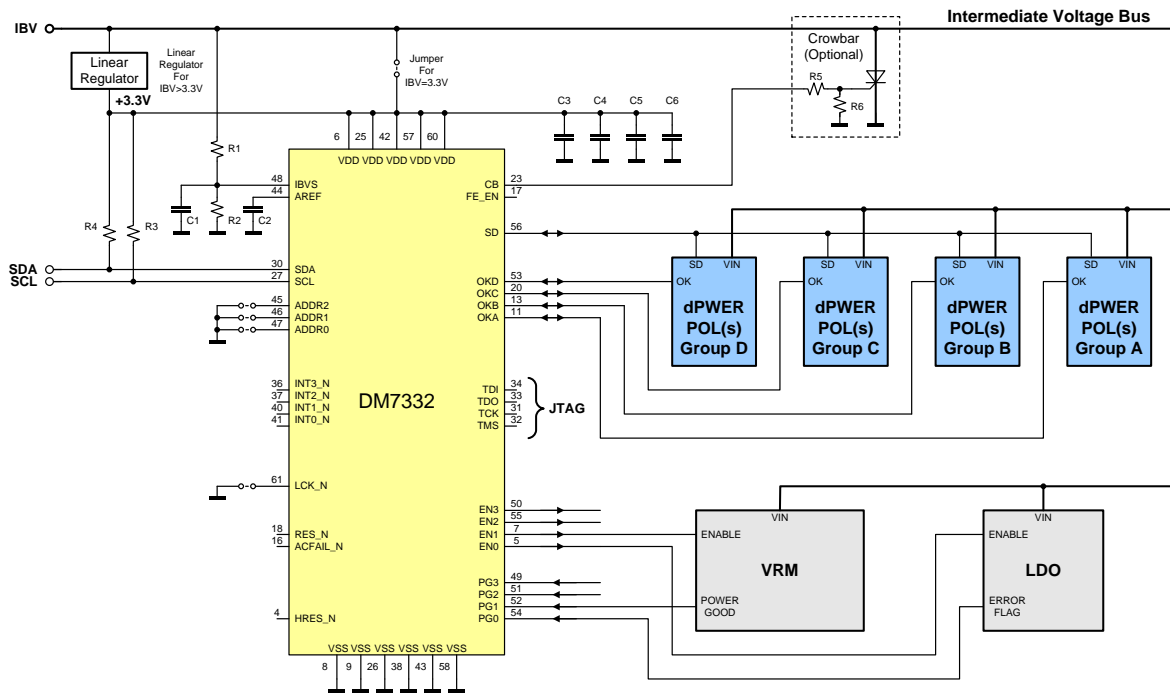 Intermediate Voltage Bus
IBV
Linear
Regulator
Linear
Regulator
For
IBV>3.3V
+3.3V
Jumper
For
IBV=3.3V
Crowbar
(Optional)
R5
R6
C3
C4
C5
C6
6
25
42
57
60
VDD
VDD
VDD
VDD
VDD
R1
R2
R3
R4
C1
C2
48
IBVS
44
AREF
CB
23
FE_EN
17
SD
56
SDA
SCL
30
SDA
27
SCL
45
ADDR2
46
ADDR1
47
ADDR0
OKD
53
OKC
20
OKB
13
OKA
11
SD
VIN
OK
dPWER
POL(s)
Group D
SD
VIN
OK
dPWER
POL(s)
Group C
SD
VIN
OK
dPWER
POL(s)
Group B
SD
VIN
OK
dPWER
POL(s)
Group A
36
INT3_N
37
INT2_N
40
INT1_N
41
INT0_N
DM7332
TDI
34
TDO
33
TCK
31
TMS
32
JTAG
61
LCK_N
18
RES_N
16
ACFAIL_N
4
HRES_N
EN3
50
EN2
55
EN1
7
EN0
5
PG3
49
PG2
51
PG1
52
PG0
54
VIN
ENABLE
VRM
POWER
GOOD
VIN
ENABLE
LDO
ERROR
FLAG
VSS
VSS
VSS
VSS
VSS
VSS
8
9
26
38
43
58